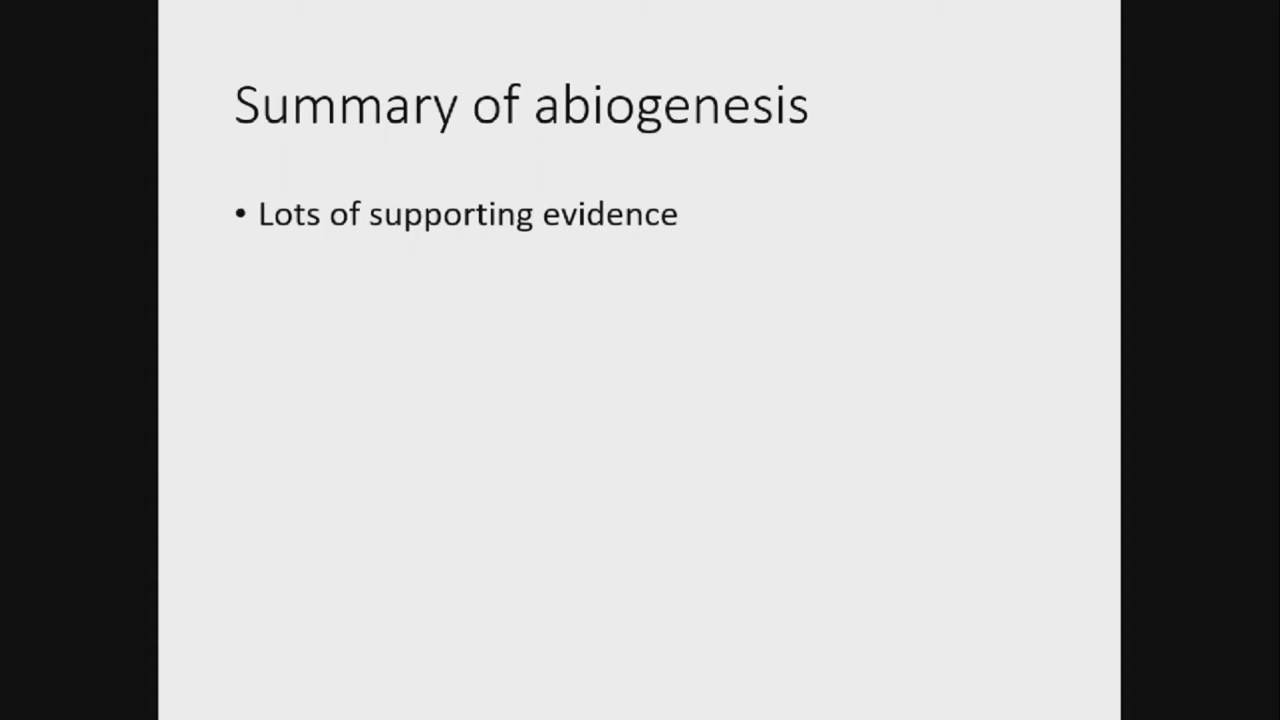 Summary of abiogenesis
• Lots of supporting evidence